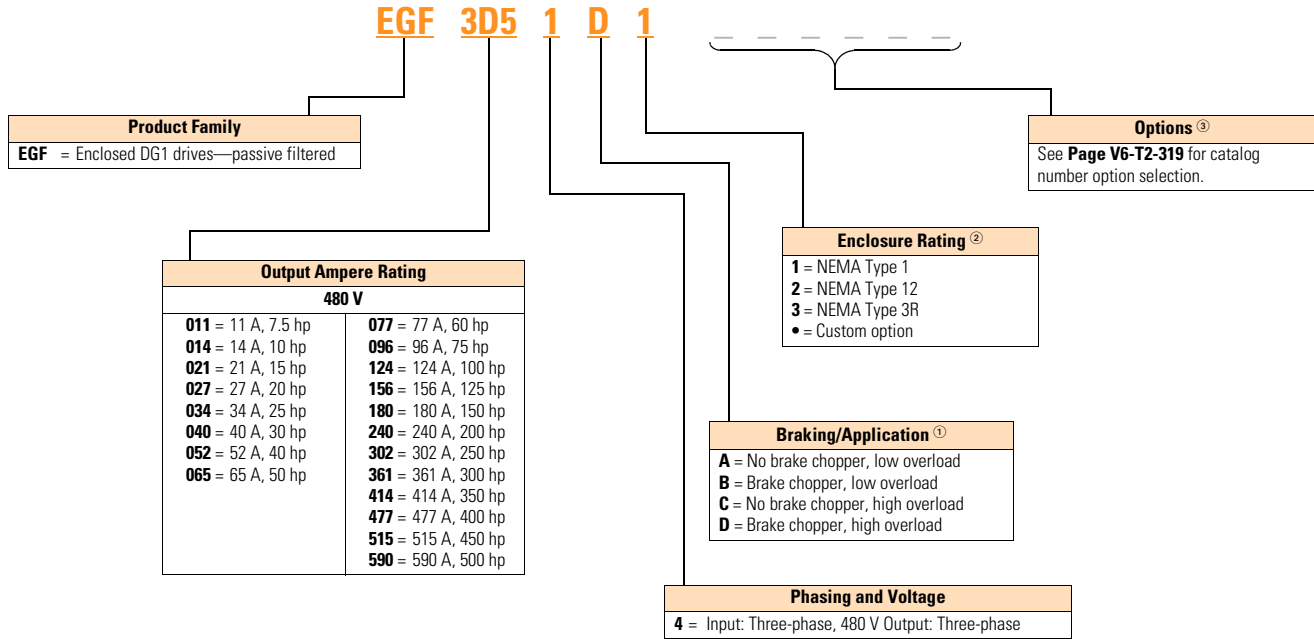 EGF 3D5 1 D 1 _ _ _ _ _ _
Product Family
EGF = Enclosed DG1 drives—passive filtered
Options ③
See Page V6-T2-319 for catalog
number option selection.
Enclosure Rating ②
1 = NEMA Type 1
2 = NEMA Type 12
3 = NEMA Type 3R
• = Custom option
Output Ampere Rating
480 V
011 = 11 A, 7.5 hp
014 = 14 A, 10 hp
021 = 21 A, 15 hp
027 = 27 A, 20 hp
034 = 34 A, 25 hp
040 = 40 A, 30 hp
052 = 52 A, 40 hp
065 = 65 A, 50 hp
077 = 77 A, 60 hp
096 = 96 A, 75 hp
124 = 124 A, 100 hp
156 = 156 A, 125 hp
180 = 180 A, 150 hp
240 = 240 A, 200 hp
302 = 302 A, 250 hp
361 = 361 A, 300 hp
414 = 414 A, 350 hp
477 = 477 A, 400 hp
515 = 515 A, 450 hp
590 = 590 A, 500 hp
Braking/Application ①
A = No brake chopper, low overload
B = Brake chopper, low overload
C = No brake chopper, high overload
D = Brake chopper, high overload
Phasing and Voltage
4 = Input: Three-phase, 480 V Output: Three-phase